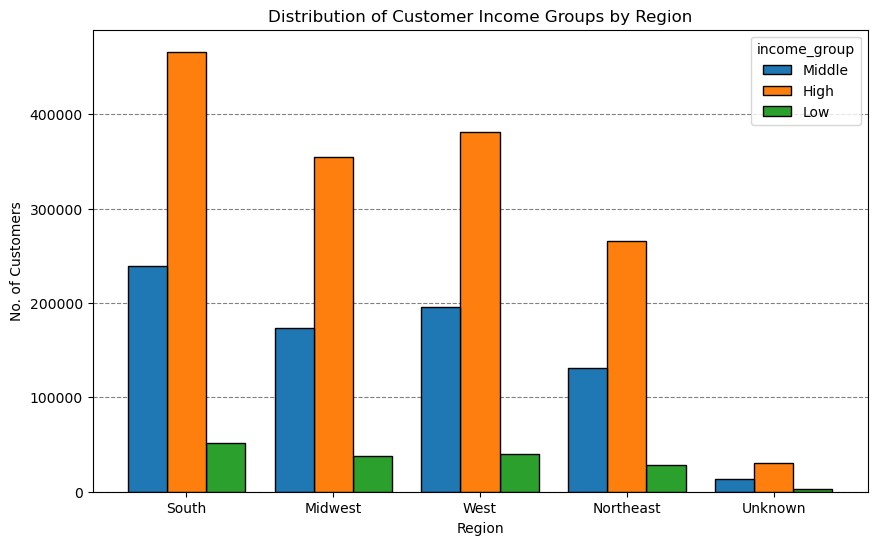 Distribution of Customer Income Groups by Region
income_group
Middle
High
Low
No. of Customers
400000
300000
200000
100000
0
South Midwest West Northeast Unknown
Region